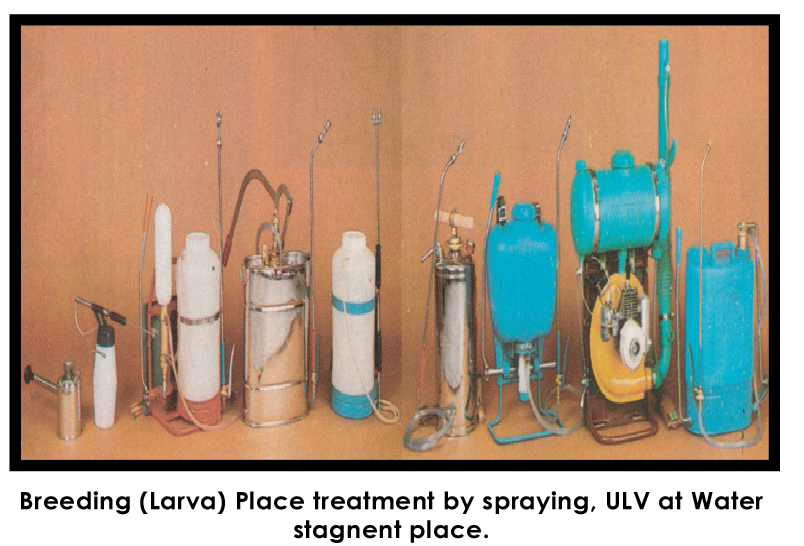 Breeding (Larva) Place treatment by spraying, ULV at Water
stagnent place.